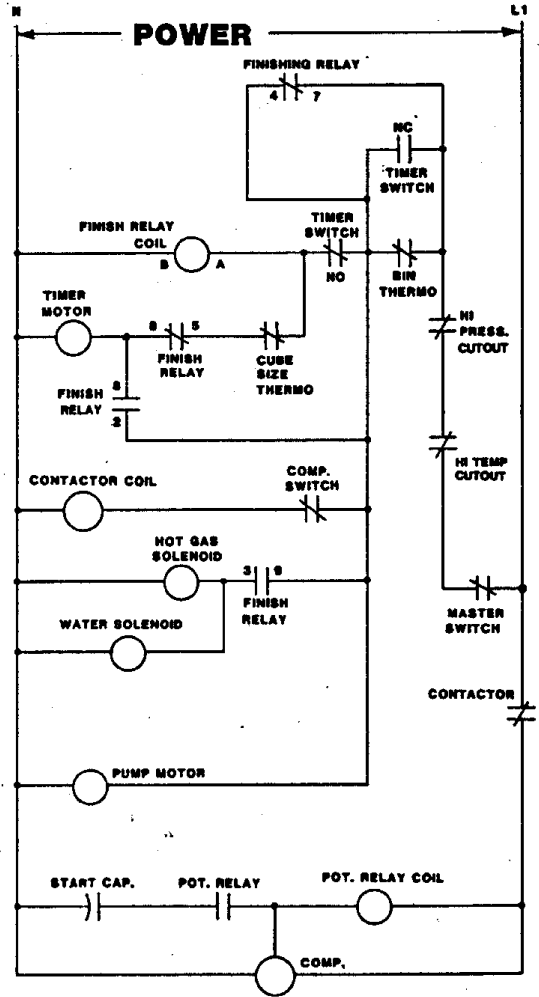 N
L1
POWER
FINISHING RELAY
4 7
NC
TIMER
SWITCH
TIMER
SWITCH
FINISH RELAY
COIL
B A
NO
BIN
THERMO
TIMER
MOTOR
HI
PRESS.
CUTOUT
8 5
FINISH
RELAY
CUBE
SIZE
THERMO
8
FINISH
RELAY
2
HI TEMP
CUTOUT
CONTACTOR COIL
COMP.
SWITCH
HOT GAS
SOLENOID
3 9
FINISH
RELAY
MASTER
SWITCH
WATER SOLENOID
CONTACTOR
PUMP MOTOR
START CAP.
POT. RELAY
POT. RELAY COIL
COMP.